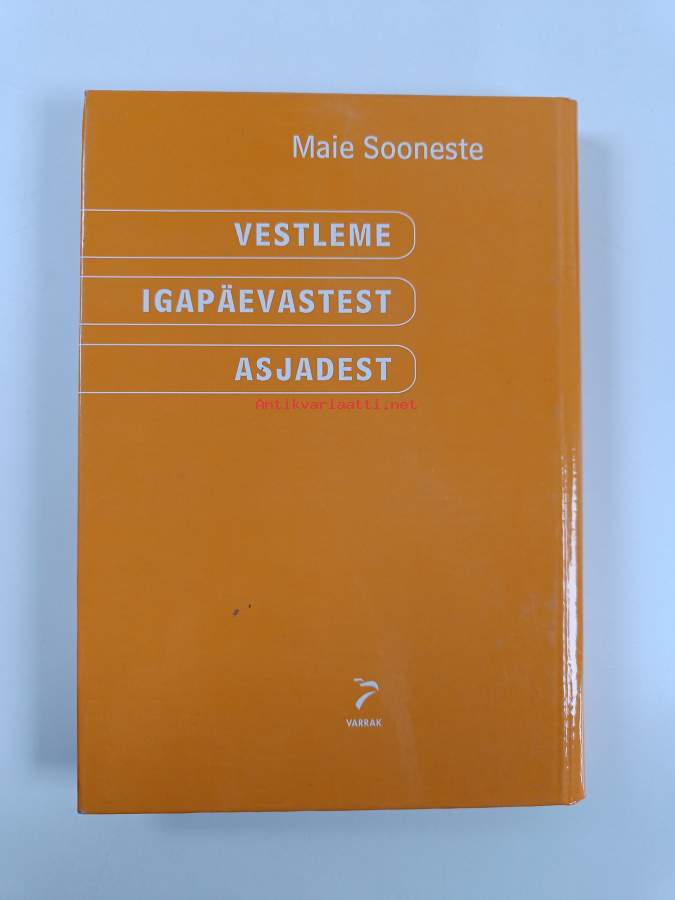 Maie Sooneste
VESTLEME
IGAPÄEVASTEST
ASJADEST
Antikvariaatti.net
VARRAK